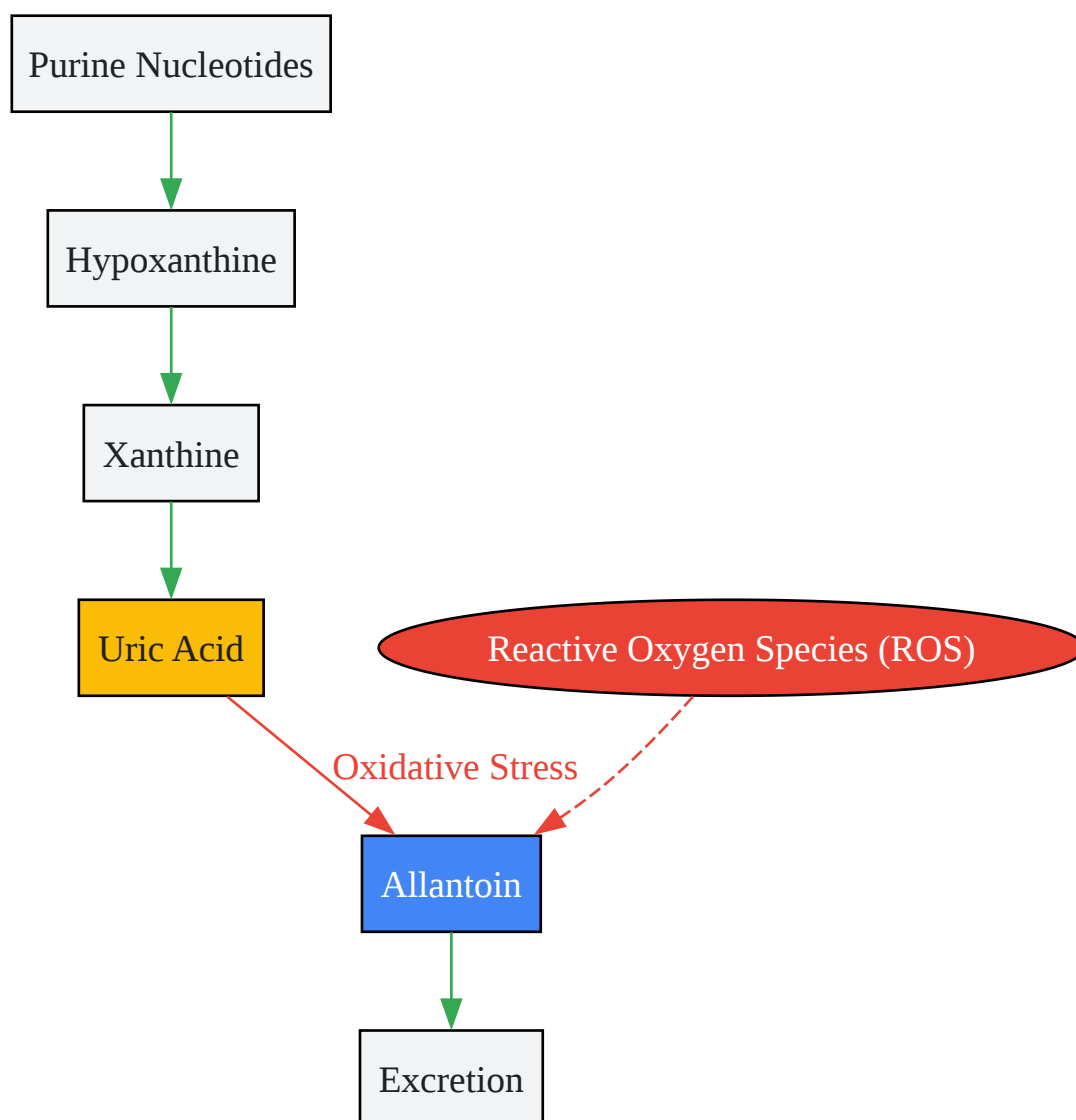 Purine Nucleotides
Hypoxanthine
Xanthine
Uric Acid
Reactive Oxygen Species (ROS)
Oxidative Stress
Allantoin
Excretion